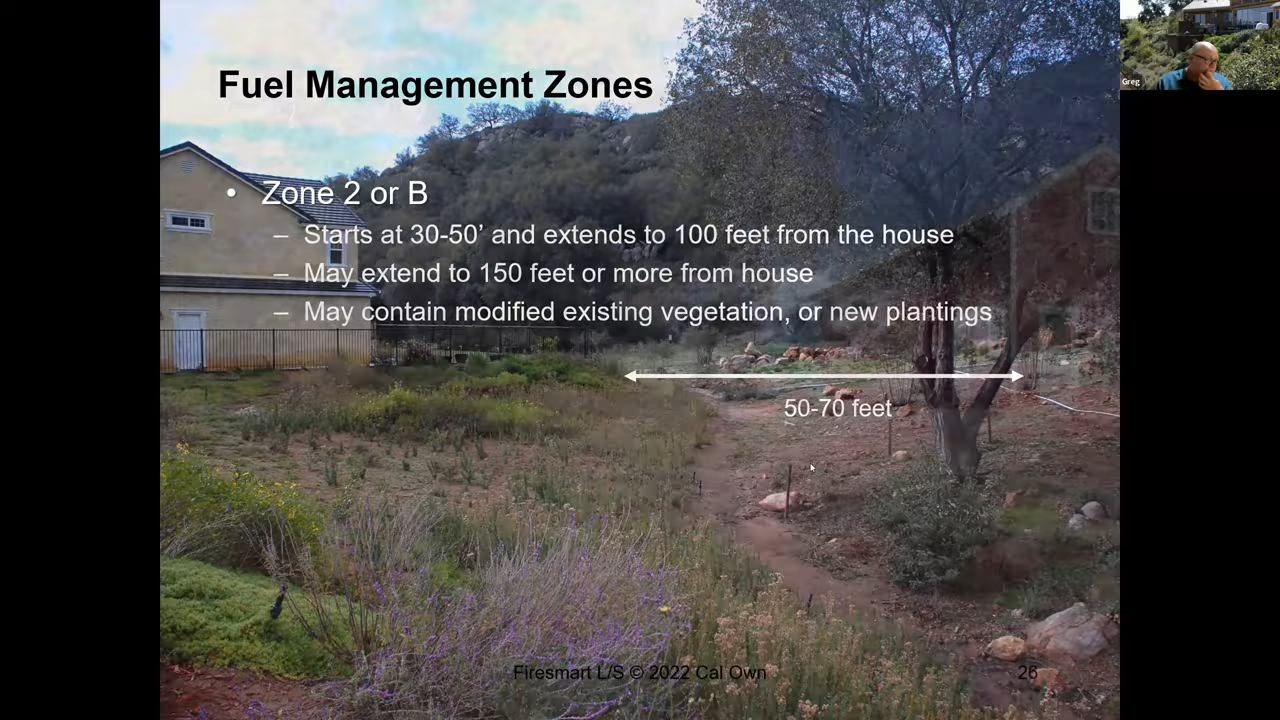 Fuel Management Zones
Greg
• Zone 2 or B
– Starts at 30-50’ and extends to 100 feet from the house
– May extend to 150 feet or more from house
– May contain modified existing vegetation, or new plantings
50-70 feet
Firesmart L/S © 2022 Cal Own
26